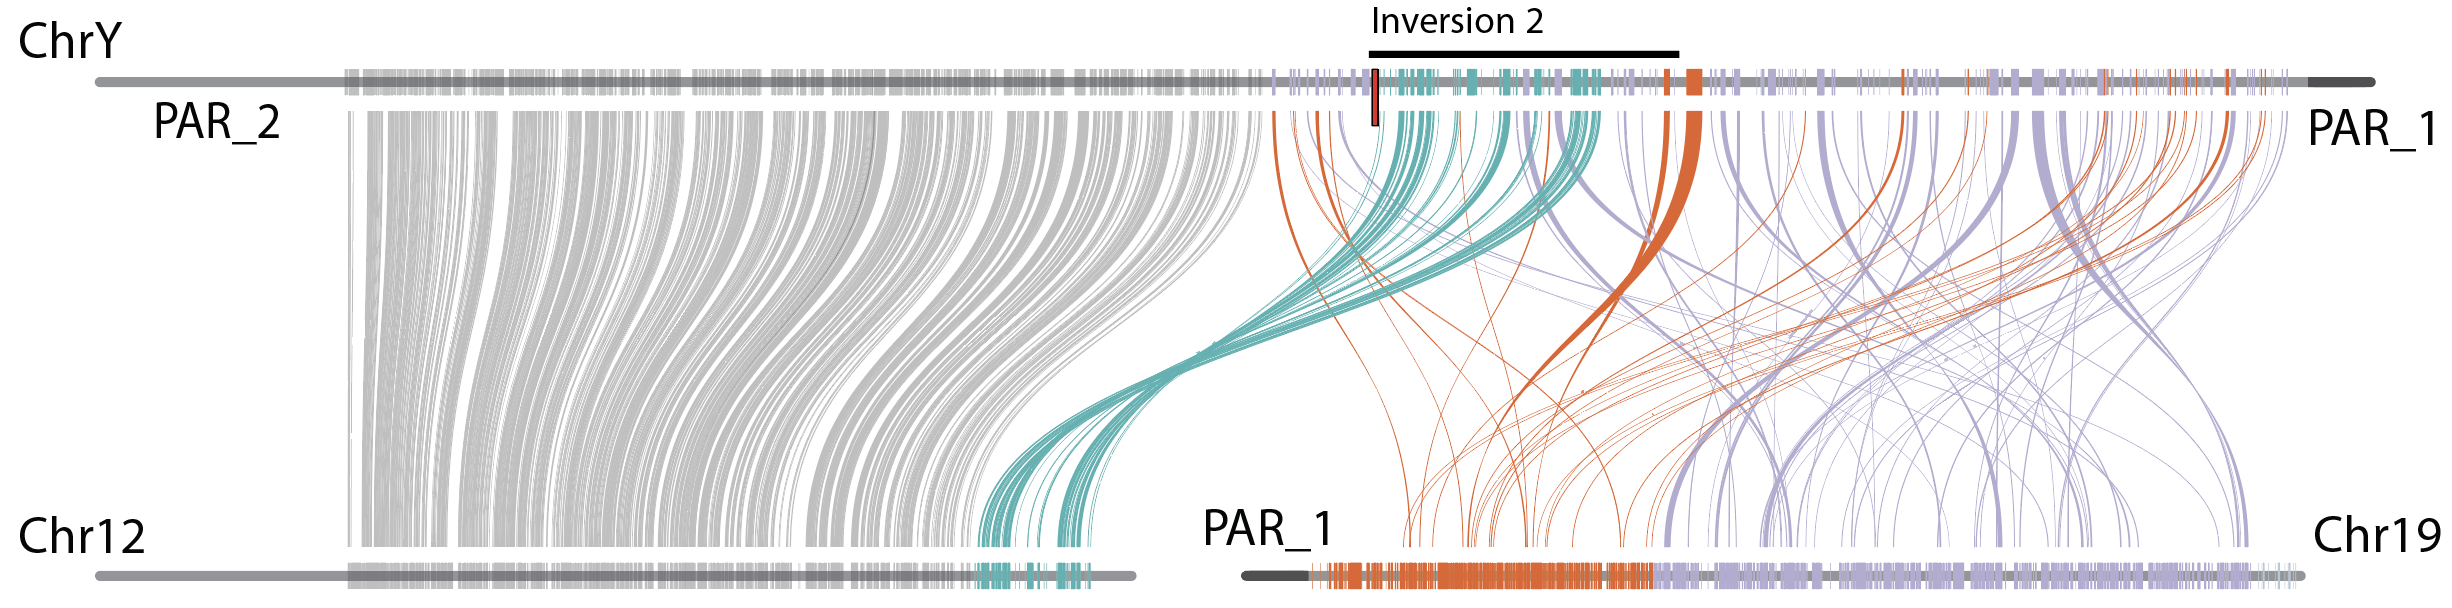 Inversion 2
ChrY
PAR_2
PAR_1
Chr12
PAR_1
Chr19